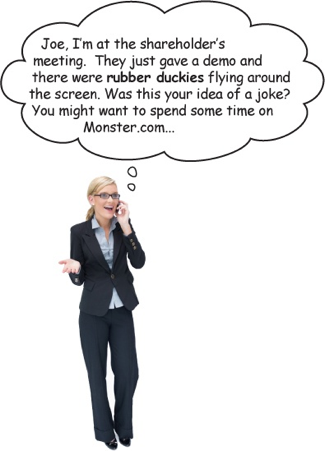 Joe, I'm at the shareholder's
meeting. They just gave a demo and
there were rubber duckies flying around
the screen. Was this your idea of a joke?
You might want to spend some time on
Monster.com...